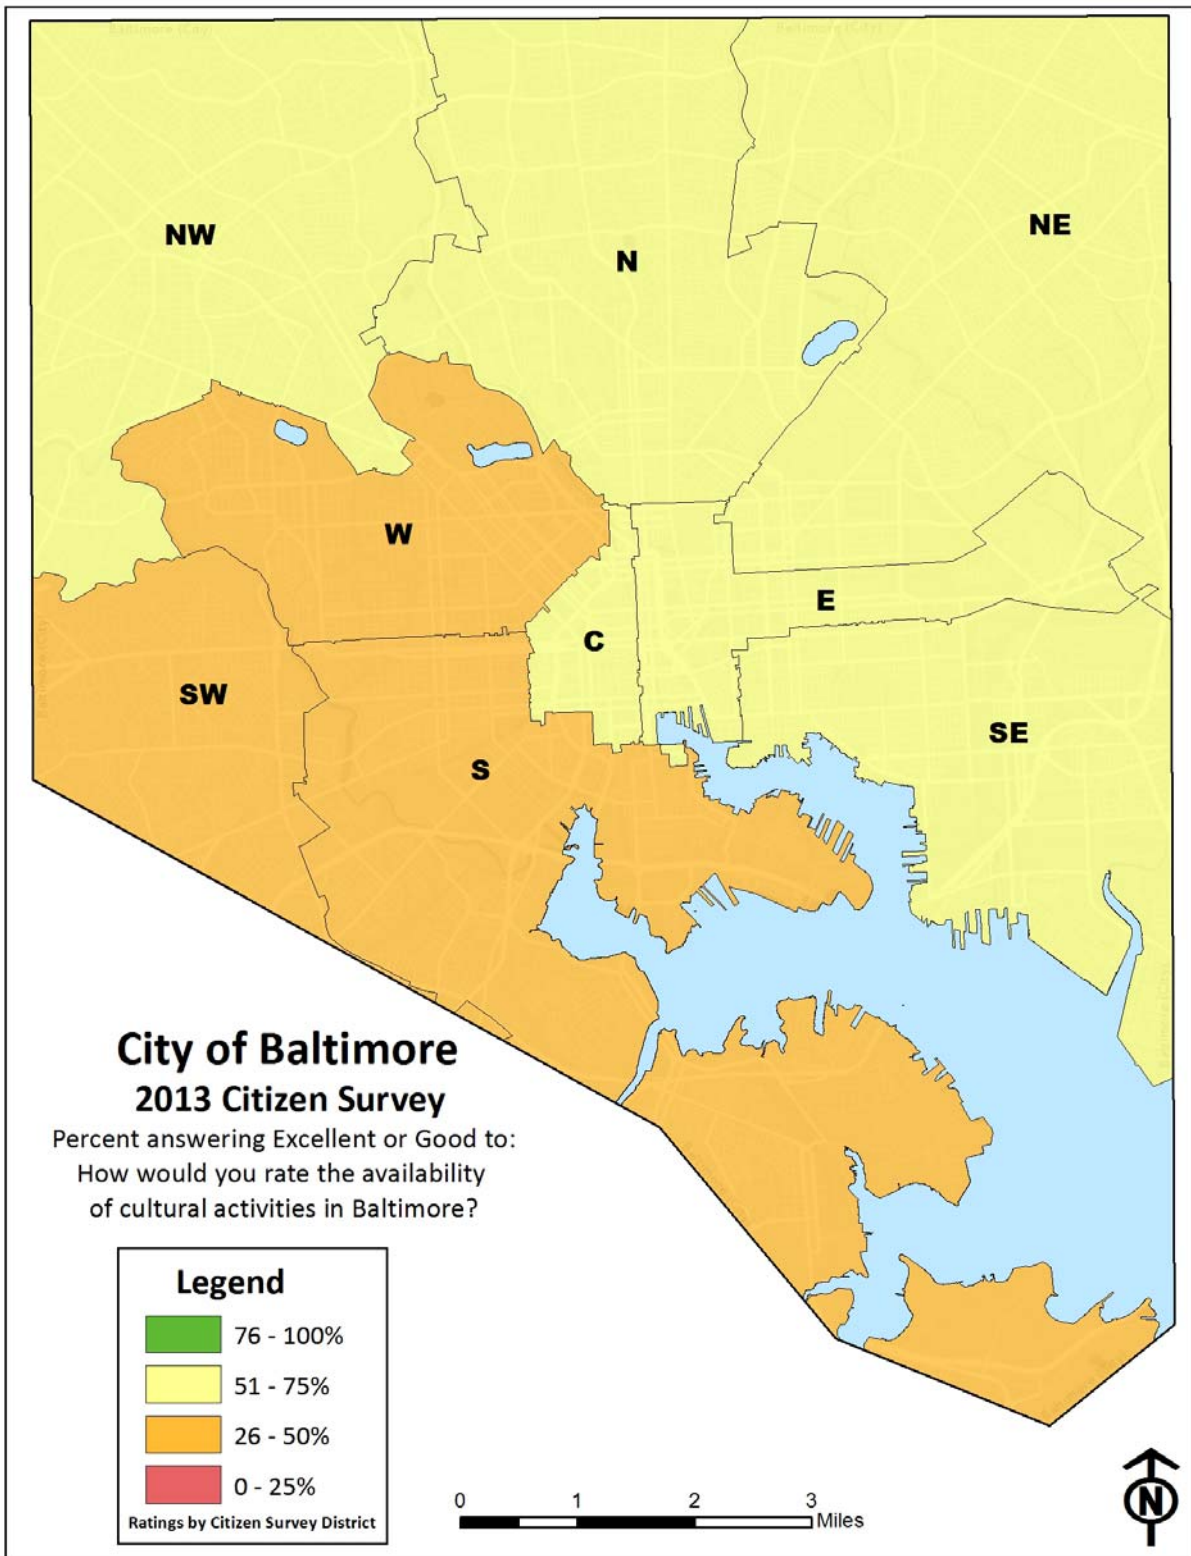 NW
N
NE
W
E
C
SW
SE
S
City of Baltimore
2013 Citizen Survey
Percent answering Excellent or Good to:
How would you rate the availability
of cultural activities in Baltimore?
Legend
76 - 100%
51 - 75%
26 - 50%
0 - 25%
Ratings by Citizen Survey District
0 1 2 3
Miles
N